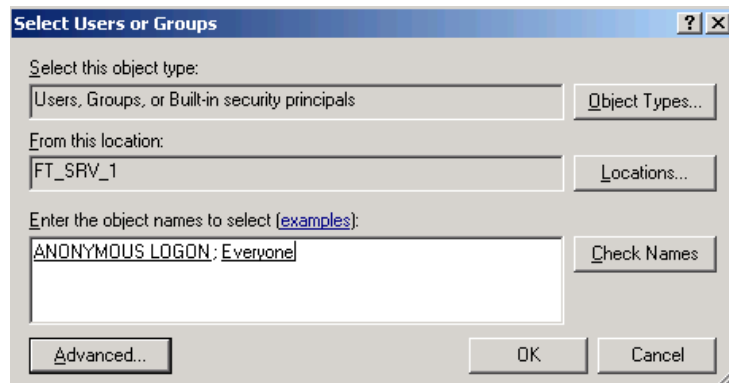 Select Users or Groups
Select this object type:
Users, Groups, or Built-in security principals
Object Types...
From this location:
FT_SRV_1
Locations...
Enter the object names to select (examples):
ANONYMOUS LOGON; Everyone
Check Names
Advanced...
OK
Cancel